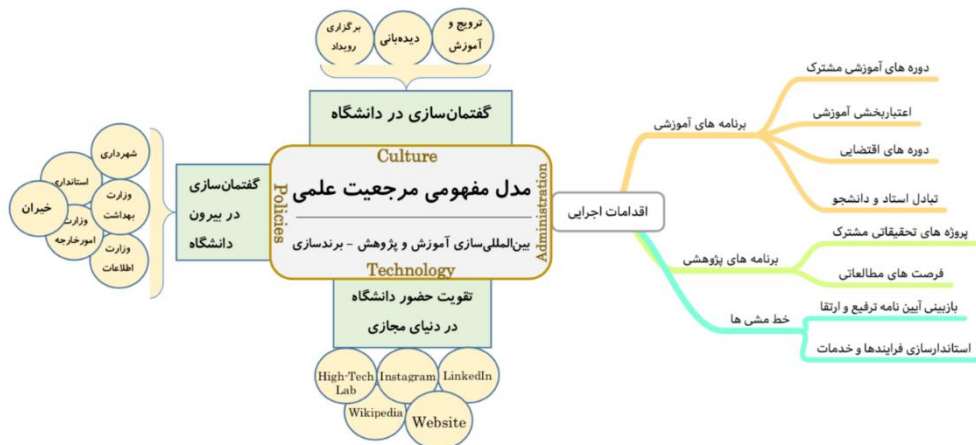 ترویج و
آموزش
دیده‌بانی
برگزاری
رویداد
گفتمان‌سازی در دانشگاه
Culture
مدل مفهومی مرجعیت علمی
بین‌المللی‌سازی آموزش و پژوهش - برندسازی
Technology
Policies
Administration
گفتمان‌سازی
در بیرون
دانشگاه
شهرداری
استانداری
وزارت
بهداشت
خیران
وزارت
امورخارجه
وزارت
اطلاعات
تقویت حضور دانشگاه
در دنیای مجازی
High-Tech
Lab
Instagram
LinkedIn
Wikipedia
Website
اقدامات اجرایی
برنامه های آموزشی
دوره های آموزشی مشترک
اعتباربخشی آموزشی
دوره های اقتضایی
تبادل استاد و دانشجو
برنامه های پژوهشی
پروژه های تحقیقاتی مشترک
فرصت های مطالعاتی
خط مشی ها
بازبینی آیین نامه ترفیع و ارتقا
استاندارسازی فرایندها و خدمات